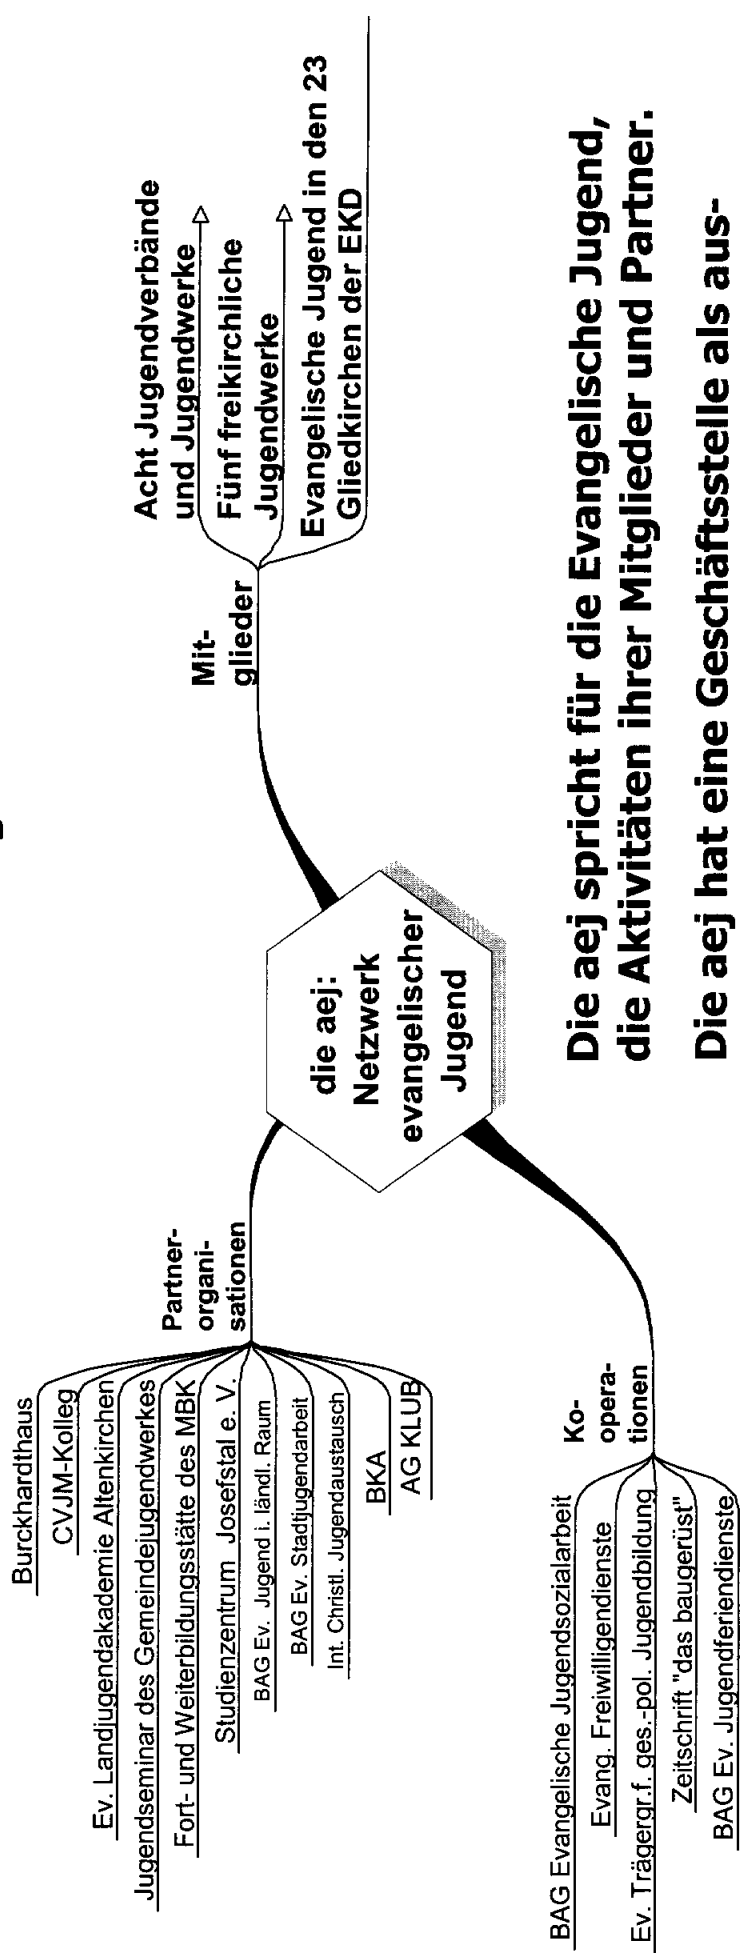 Burckhardthaus
CVJM-Kolleg
Ev. Landjugendakademie Altenkirchen
Jugendseminar des Gemeindejugendwerkes
Fort- und Weiterbildungsstätte des MBK
Studienzentrum Josefstal e. V.
BAG Ev. Jugend i. ländl. Raum
BAG Ev. Stadtjugendarbeit
Int. Christl. Jugendaustausch
BKA
AG KLUB
Partner-
organi-
sationen
die aej:
Netzwerk
evangelischer
Jugend
Mit-
glieder
Acht Jugendverbände
und Jugendwerke
Fünf freikirchliche
Jugendwerke
Evangelische Jugend in den 23
Gliedkirchen der EKD
Ko-
opera-
tionen
BAG Evangelische Jugendsozialarbeit
Evang. Freiwilligendienste
Ev. Trägergr.f. ges.-pol. Jugendbildung
Zeitschrift "das baugerüst"
BAG Ev. Jugendferiendienste
Die aej spricht für die Evangelische Jugend,
die Aktivitäten ihrer Mitglieder und Partner.
Die aej hat eine Geschäftsstelle als aus-